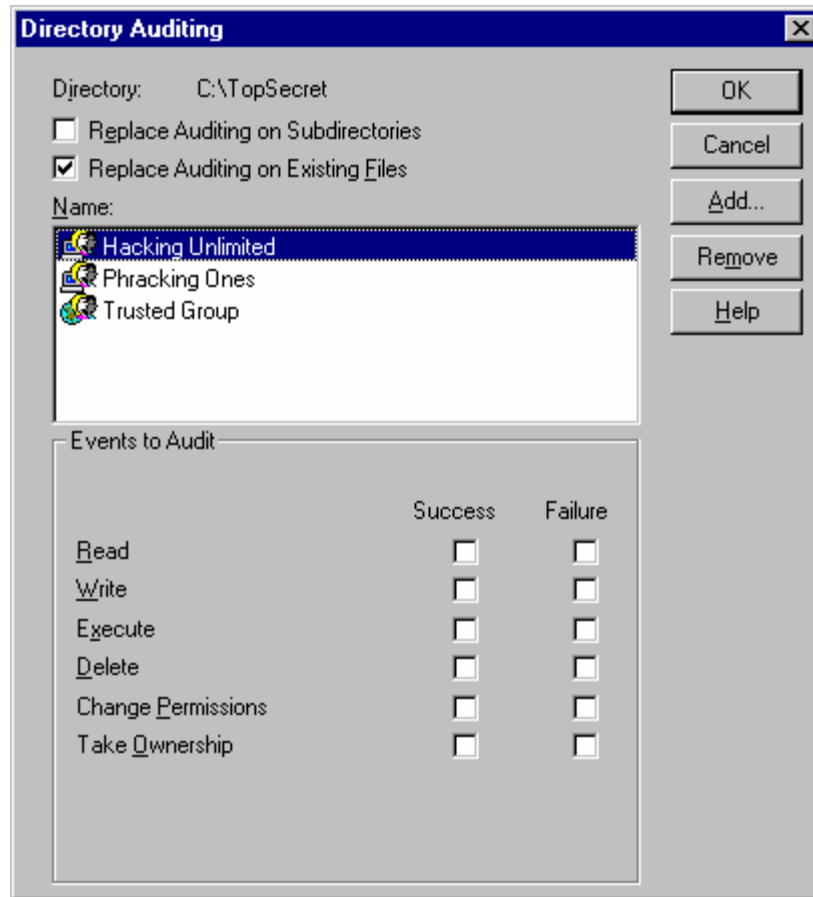 Directory Auditing
Directory: C:\TopSecret
OK
Replace Auditing on Subdirectories
Cancel
Replace Auditing on Existing Files
Add...
Name:
Hacking Unlimited
Remove
Phracking Ones
Trusted Group
Help
Events to Audit
Success Failure
Read
Write
Execute
Delete
Change Permissions
Take Ownership